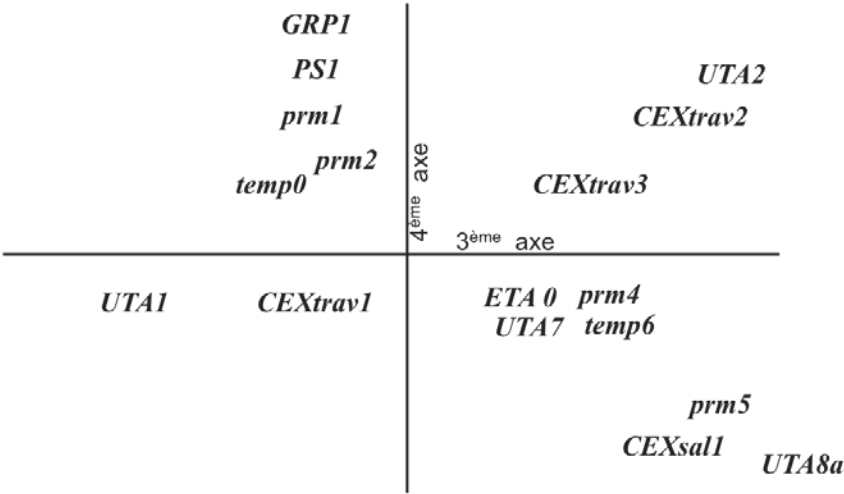 GRP1
PS1
UTA2
prm1
CEXtrav2
prm2
temp0
CEXtrav3
4ème axe
3ème axe
UTA1
CEXtrav1
ETA 0
prm4
UTA7
temp6
prm5
CEXsal1
UTA8a